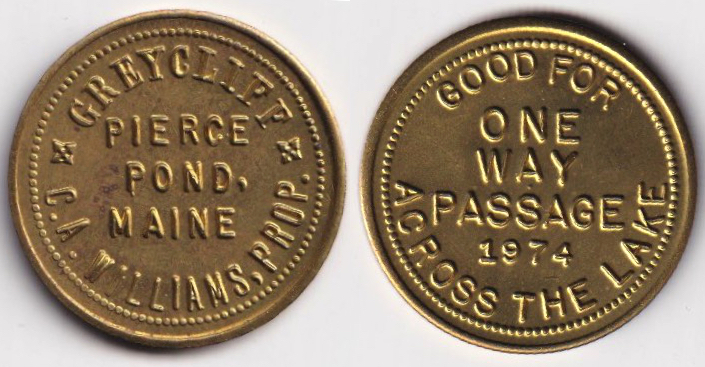 GREYCLIFF
PIERCE
POND,
MAINE
C.A. WILLIAMS, PROP.
GOOD FOR
ONE
WAY
PASSAGE
1974
ACROSS THE LAKE